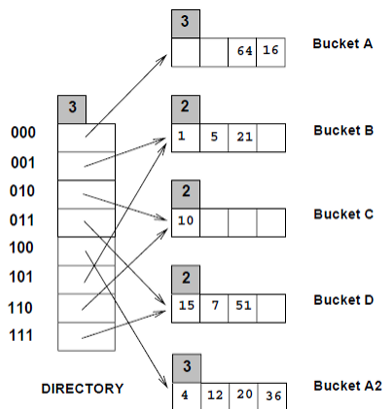 3
64 16
Bucket A
3
000
001
010
011
100
101
110
111
DIRECTORY
2
1 5 21
Bucket B
2
10
Bucket C
2
15 7 51
Bucket D
3
4 12 20 36
Bucket A2